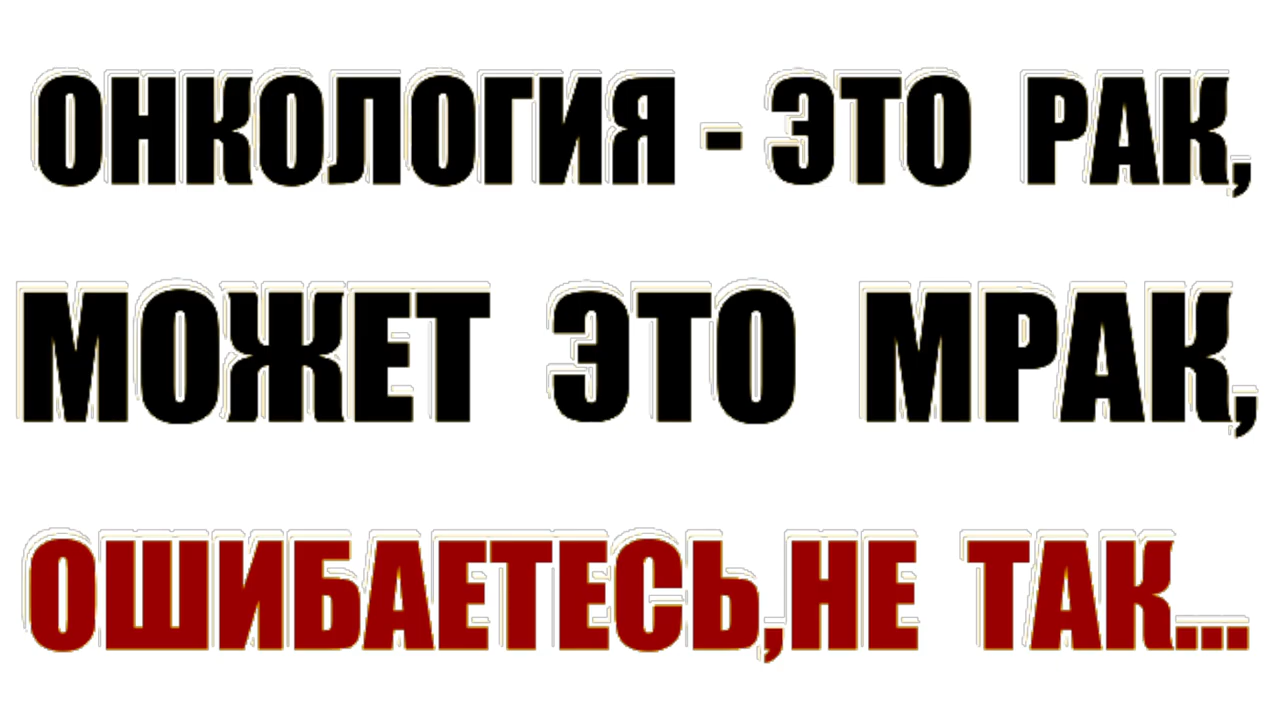 ОНКОЛОГИЯ - ЭТО РАК,
МОЖЕТ ЭТО МРАК,
ОШИБАЕТЕСЬ,НЕ ТАК...